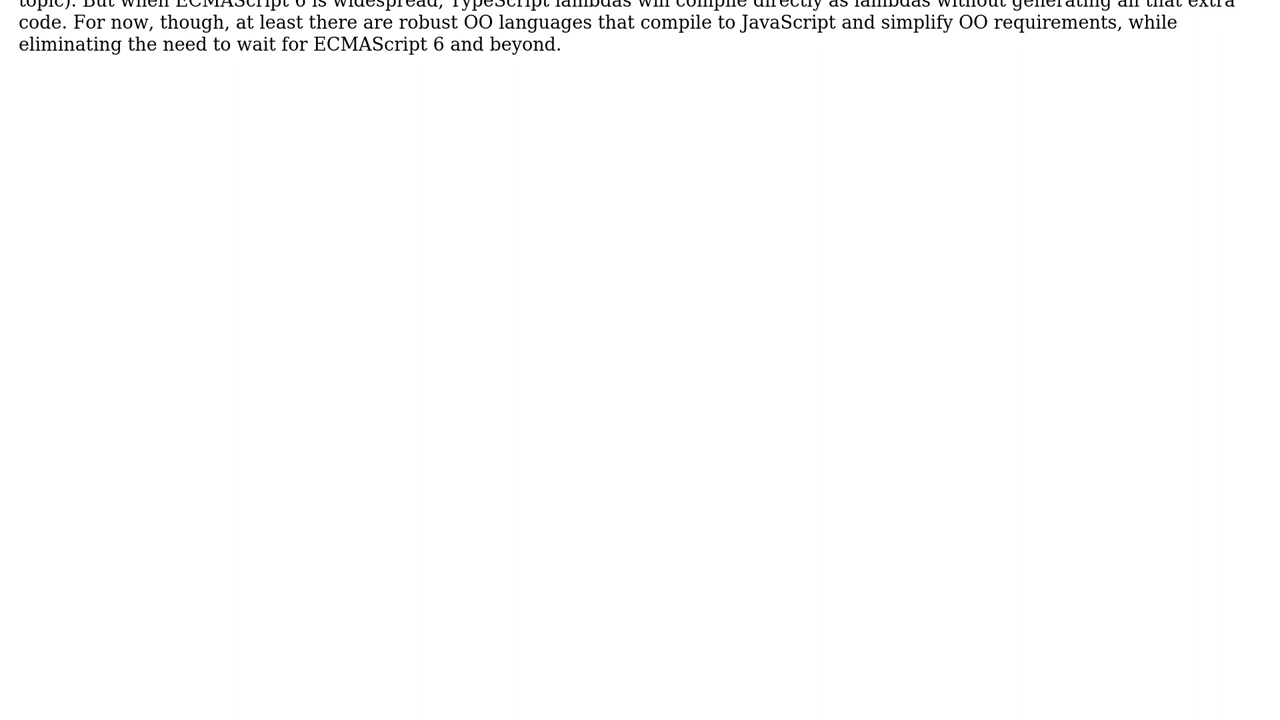 topic). But when ECMAScript 6 is widespread, TypeScript lambdas will compile directly as lambdas without generating all that extra
code. For now, though, at least there are robust OO languages that compile to JavaScript and simplify OO requirements, while
eliminating the need to wait for ECMAScript 6 and beyond.